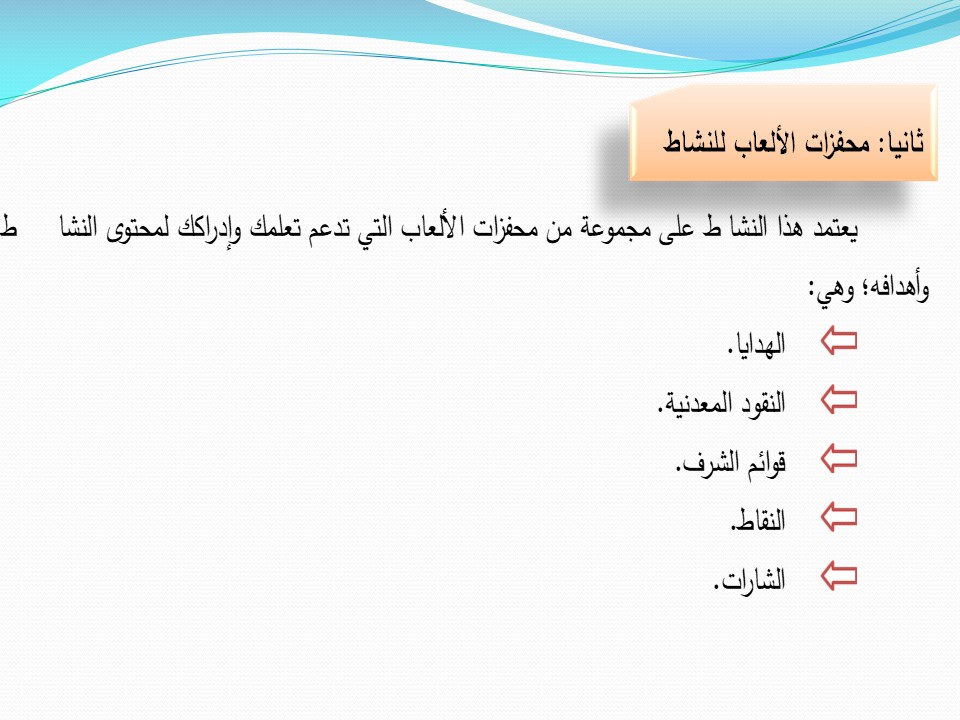 ثانيا: محفزات الألعاب للنشاط
يعتمد هذا النشا ط على مجموعة من محفزات الألعاب التي تدعم تعلمك وإدراكك لمحتوى النشا ط
وأهدافه؛ وهي:
الهدايا.
النقود المعدنية.
قوائم الشرف.
النقاط.
الشارات.